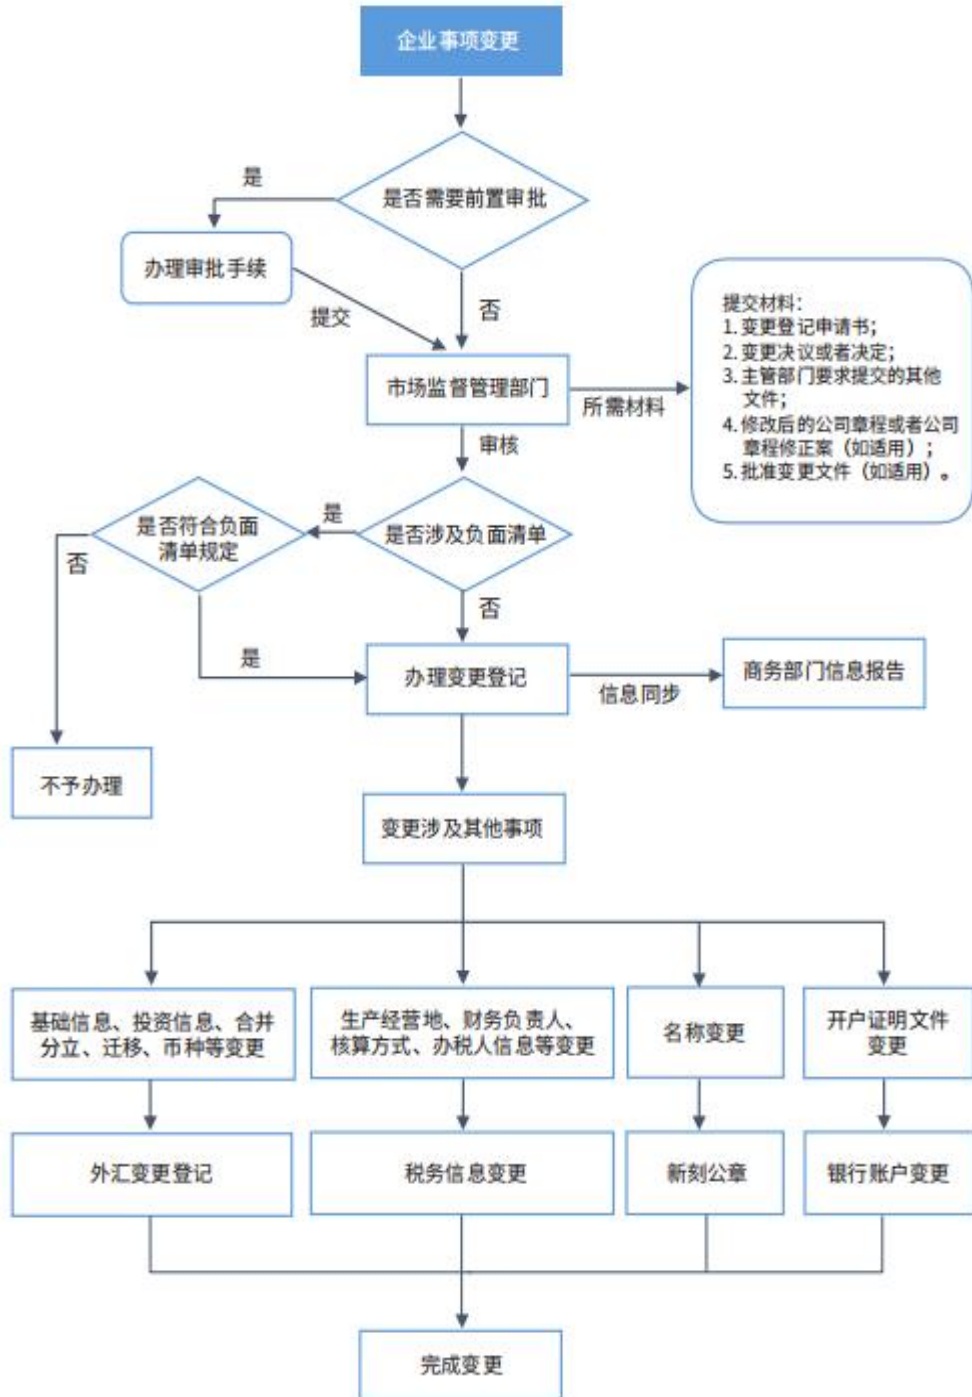 企业事项变更
是否需要前置审批
是
办理审批手续
提交
否
市场监督管理部门
所需材料
提交材料：
1. 变更登记申请书；
2. 变更决议或者决定；
3. 主管部门要求提交的其他
文件；
4. 修改后的公司章程或者公司
章程修正案（如适用）；
5. 批准变更文件（如适用）。
审核
是否涉及负面清单
是
是否符合负面
清单规定
否
否
是
办理变更登记
信息同步
商务部门信息报告
不予办理
变更涉及其他事项
基础信息、投资信息、合并
分立、迁移、币种等变更
生产经营地、财务负责人、
核算方式、办税人信息等变更
名称变更
开户证明文件
变更
外汇变更登记
税务信息变更
新刻公章
银行账户变更
完成变更